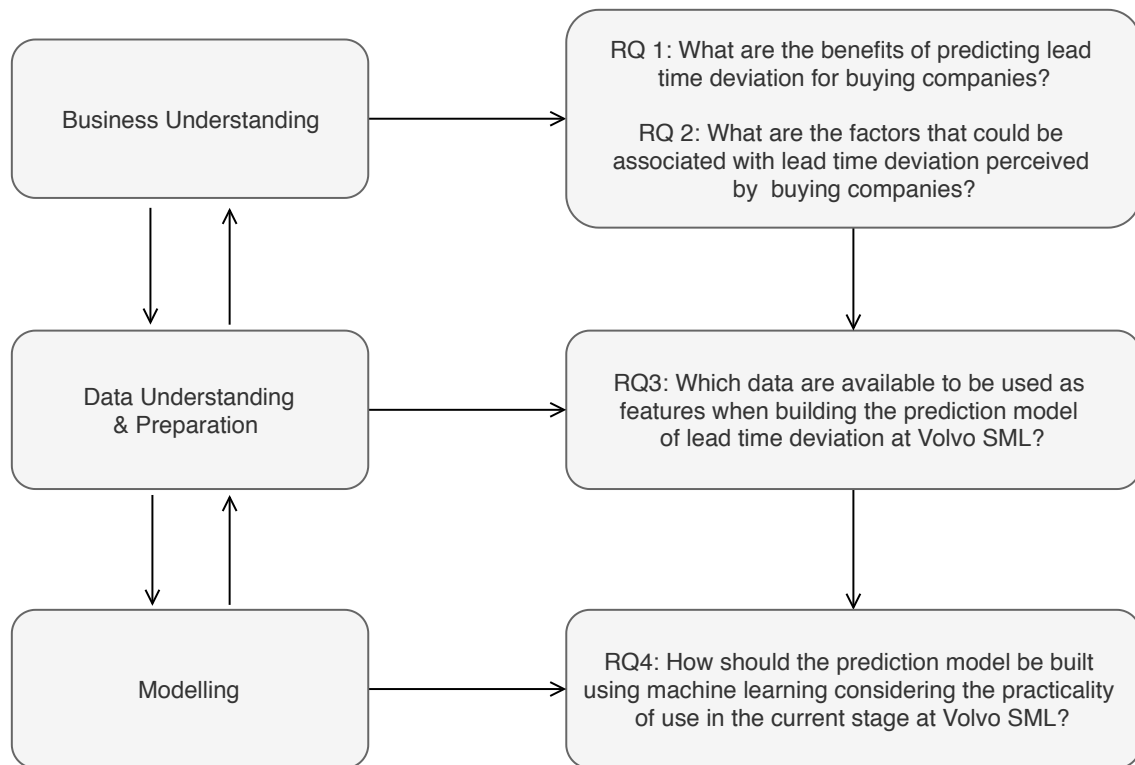 Business Understanding
RQ 1: What are the benefits of predicting lead
time deviation for buying companies?
RQ 2: What are the factors that could be
associated with lead time deviation perceived
by  buying companies?
Data Understanding
& Preparation
RQ3: Which data are available to be used as
features when building the prediction model
of lead time deviation at Volvo SML?
Modelling
RQ4: How should the prediction model be built
using machine learning considering the practicality
of use in the current stage at Volvo SML?